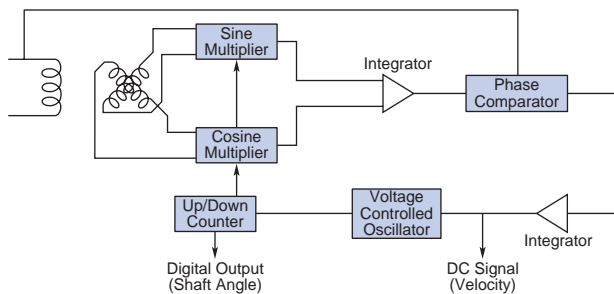 Sine
Multiplier
Integrator
Phase
Comparator
Cosine
Multiplier
Up/Down
Counter
Voltage
Controlled
Oscillator
Integrator
Digital Output
(Shaft Angle)
DC Signal
(Velocity)